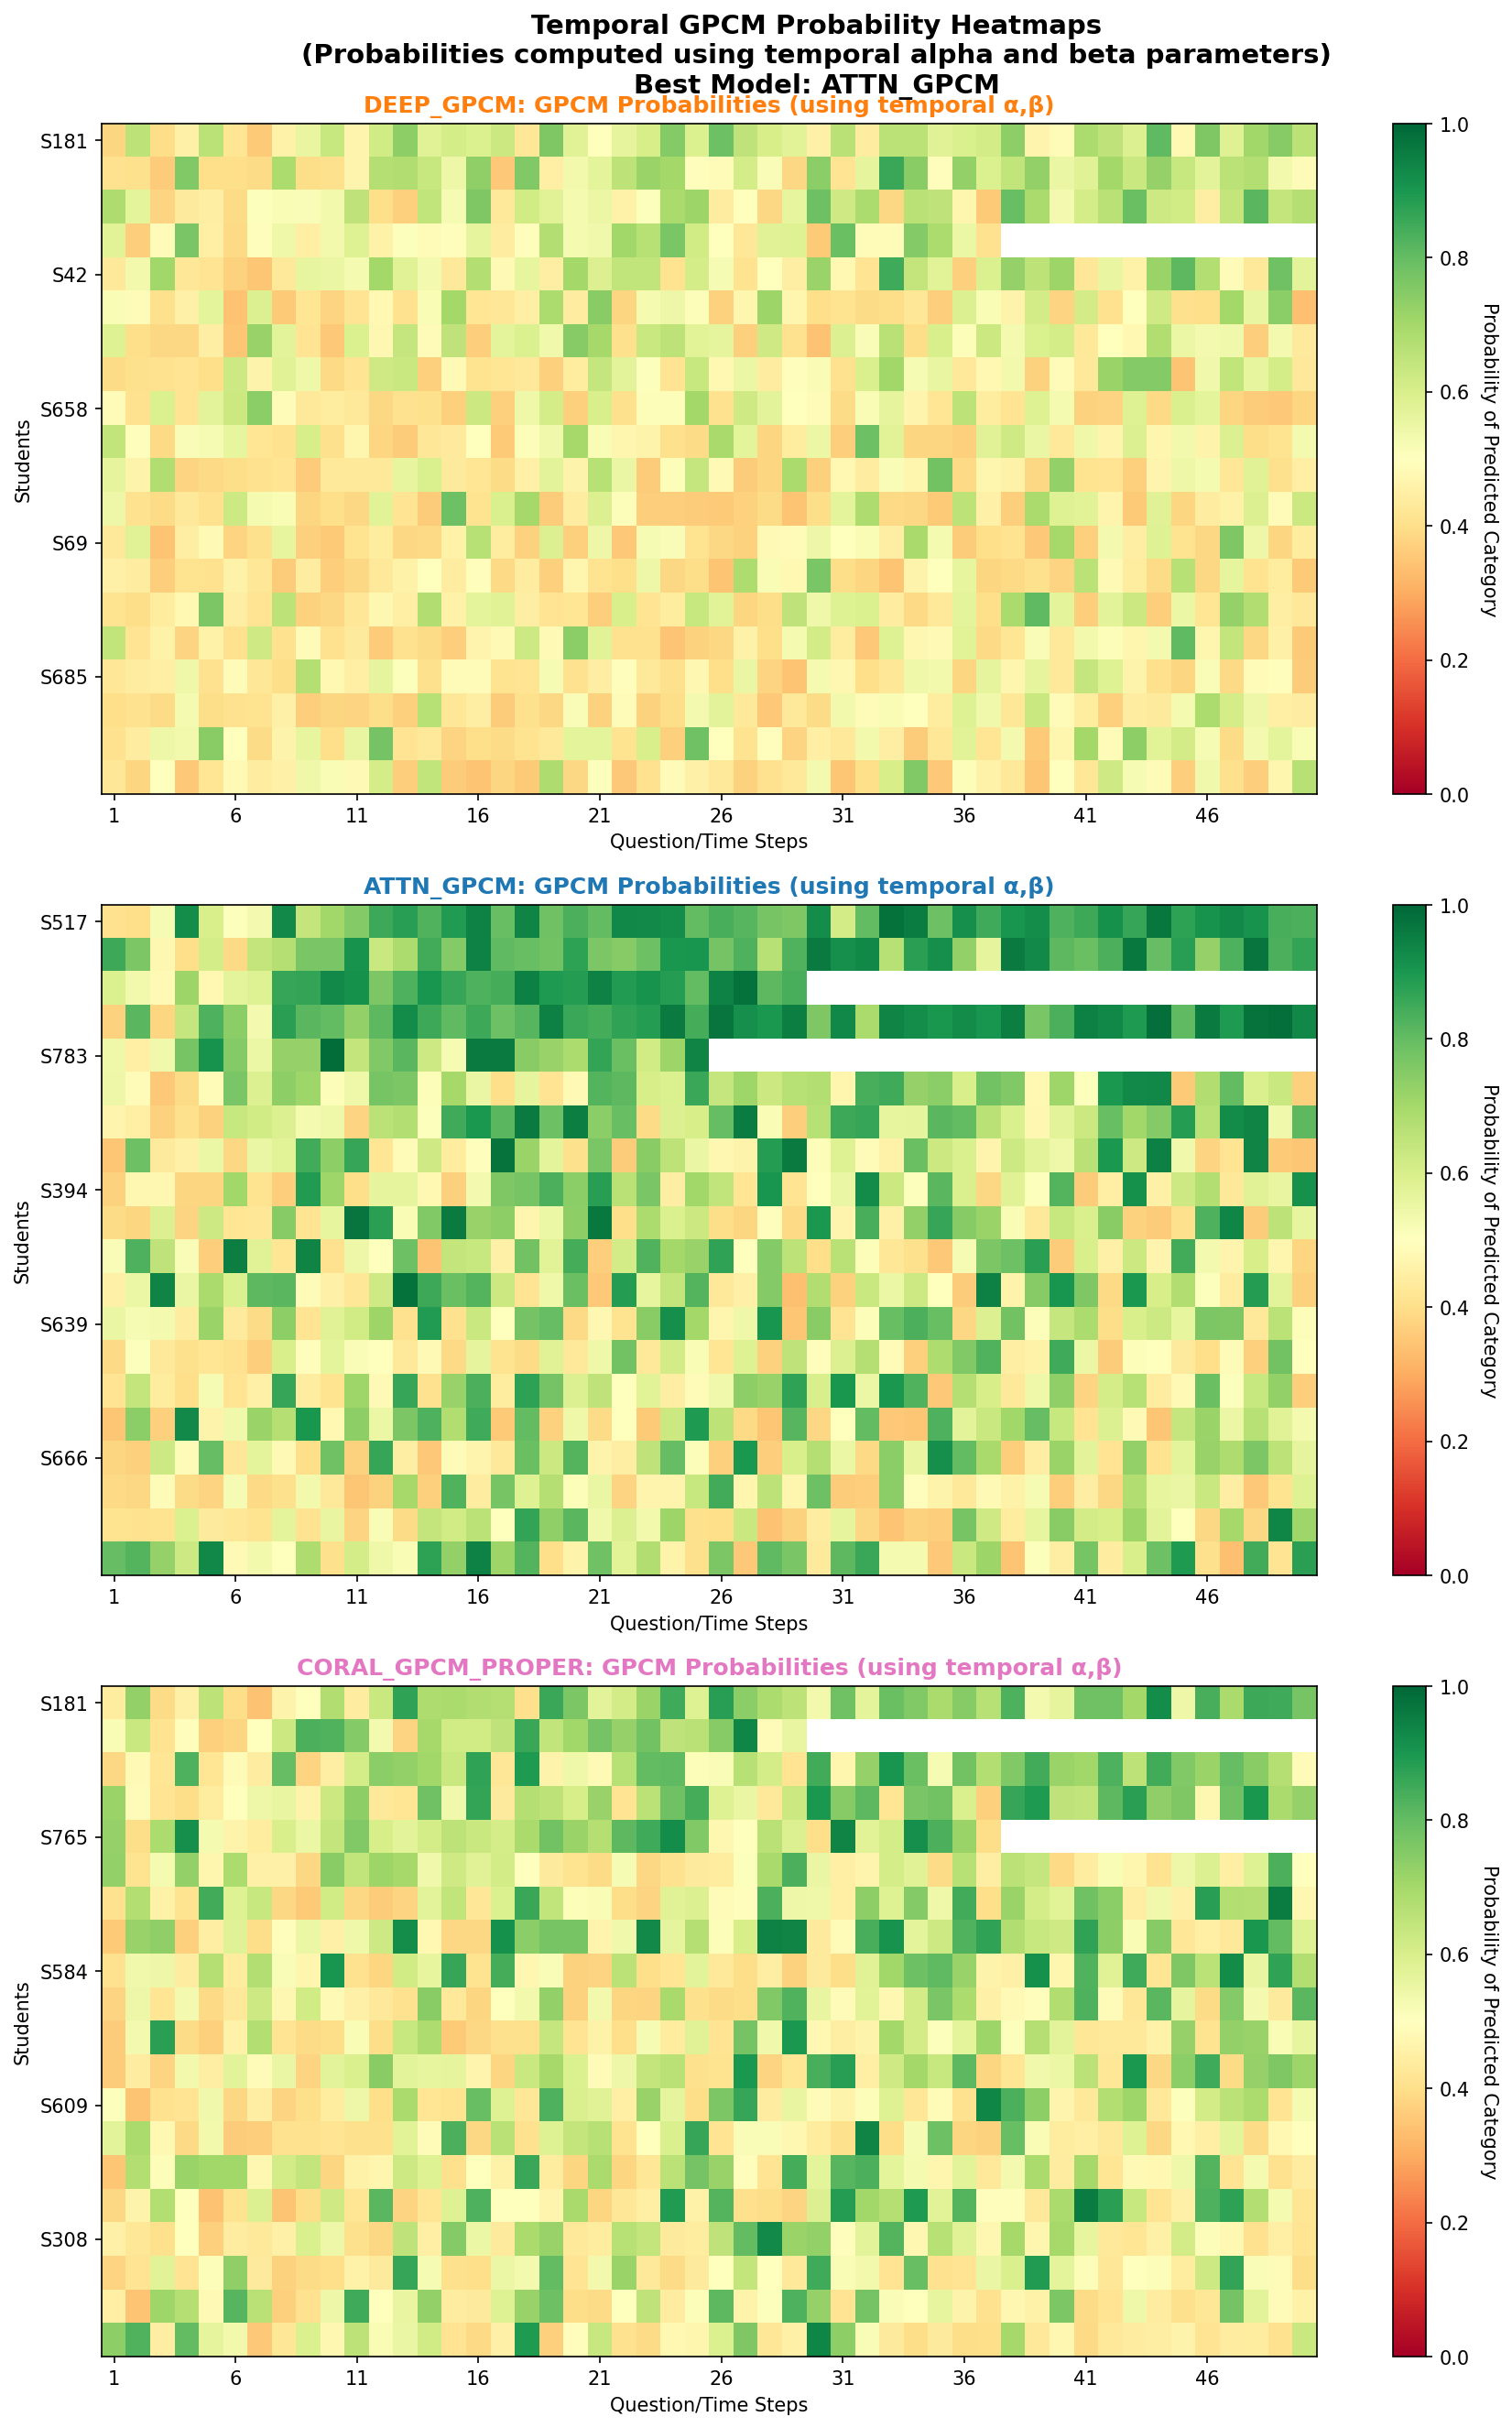 Temporal GPCM Probability Heatmaps
(Probabilities computed using temporal alpha and beta parameters)
Best Model: ATTN_GPCM
DEEP_GPCM: GPCM Probabilities (using temporal α,β)
Students
S181
S42
S658
S69
S685
1 6 11 16 21 26 31 36 41 46
Question/Time Steps
1.0
0.8
0.6
0.4
0.2
0.0
Probability of Predicted Category
ATTN_GPCM: GPCM Probabilities (using temporal α,β)
Students
S517
S783
S394
S639
S666
1 6 11 16 21 26 31 36 41 46
Question/Time Steps
1.0
0.8
0.6
0.4
0.2
0.0
Probability of Predicted Category
CORAL_GPCM_PROPER: GPCM Probabilities (using temporal α,β)
Students
S181
S765
S584
S609
S308
1 6 11 16 21 26 31 36 41 46
Question/Time Steps
1.0
0.8
0.6
0.4
0.2
0.0
Probability of Predicted Category